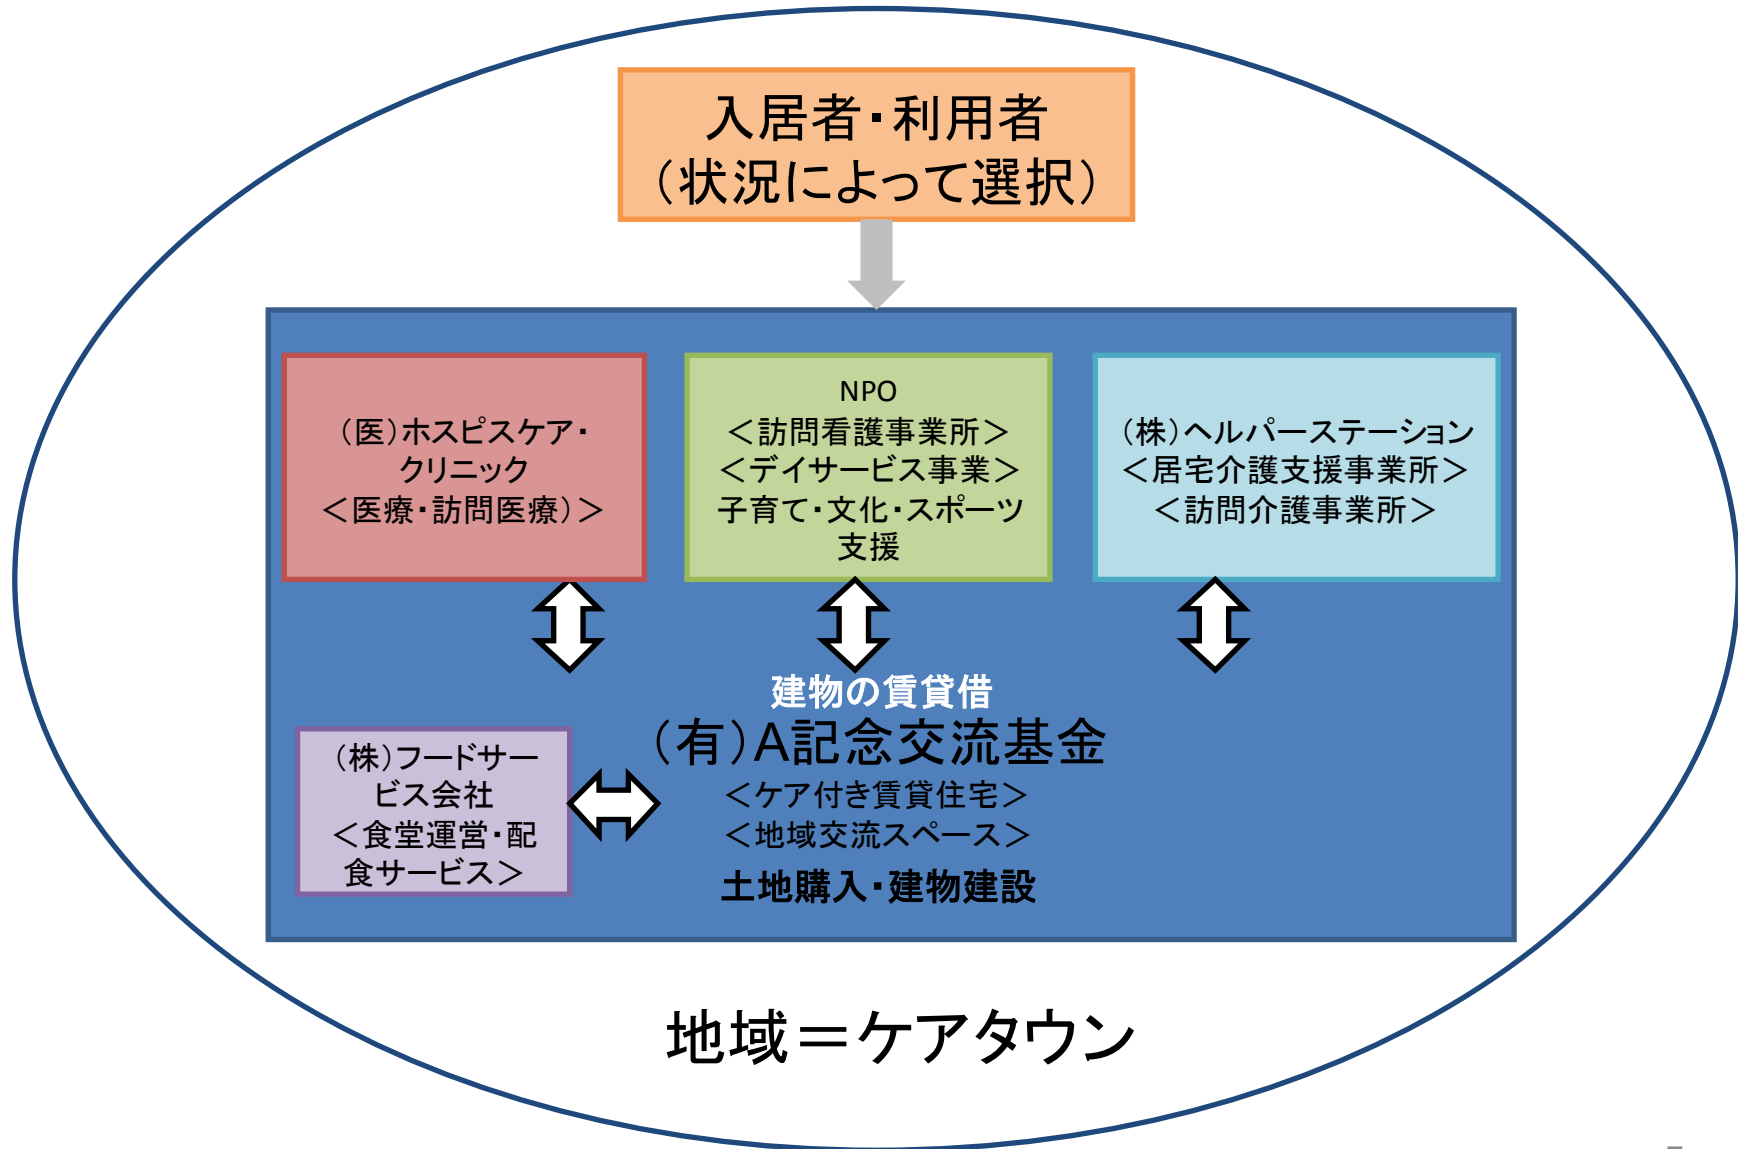 入居者・利用者
（状況によって選択）
（医）ホスピスケア・
クリニック
＜医療・訪問医療）＞
NPO
＜訪問看護事業所＞
＜デイサービス事業＞
子育て・文化・スポーツ
支援
（株）ヘルパーステーション
＜居宅介護支援事業所＞
＜訪問介護事業所＞
建物の賃貸借
（有）A記念交流基金
＜ケア付き賃貸住宅＞
＜地域交流スペース＞
土地購入・建物建設
（株）フードサー
ビス会社
＜食堂運営・配
食サービス＞
地域＝ケアタウン